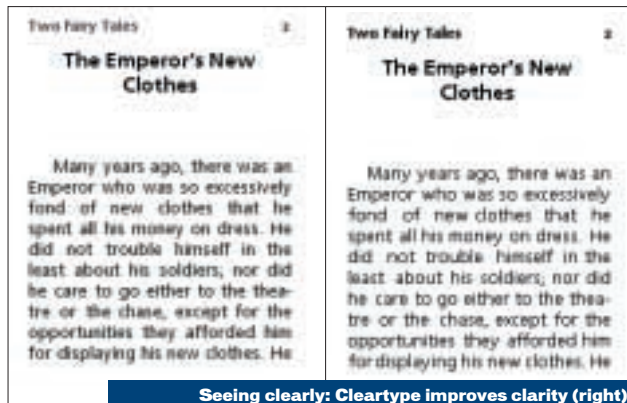 Two Fairy Tales 2
The Emperor's New
Clothes
Many years ago, there was an
Emperor who was so excessively
fond of new clothes that he
spent all his money on dress. He
did not trouble himself in the
least about his soldiers; nor did
he care to go either to the thea-
tre or the chase, except for the
opportunities they afforded him
for displaying his new clothes. He
Two Fairy Tales 2
The Emperor's New
Clothes
Many years ago, there was an
Emperor who was so excessively
fond of new clothes that he
spent all his money on dress. He
did not trouble himself in the
least about his soldiers; nor did
he care to go either to the thea-
tre or the chase, except for the
opportunities they afforded him
for displaying his new clothes. He
Seeing clearly: Cleartype improves clarity (right)